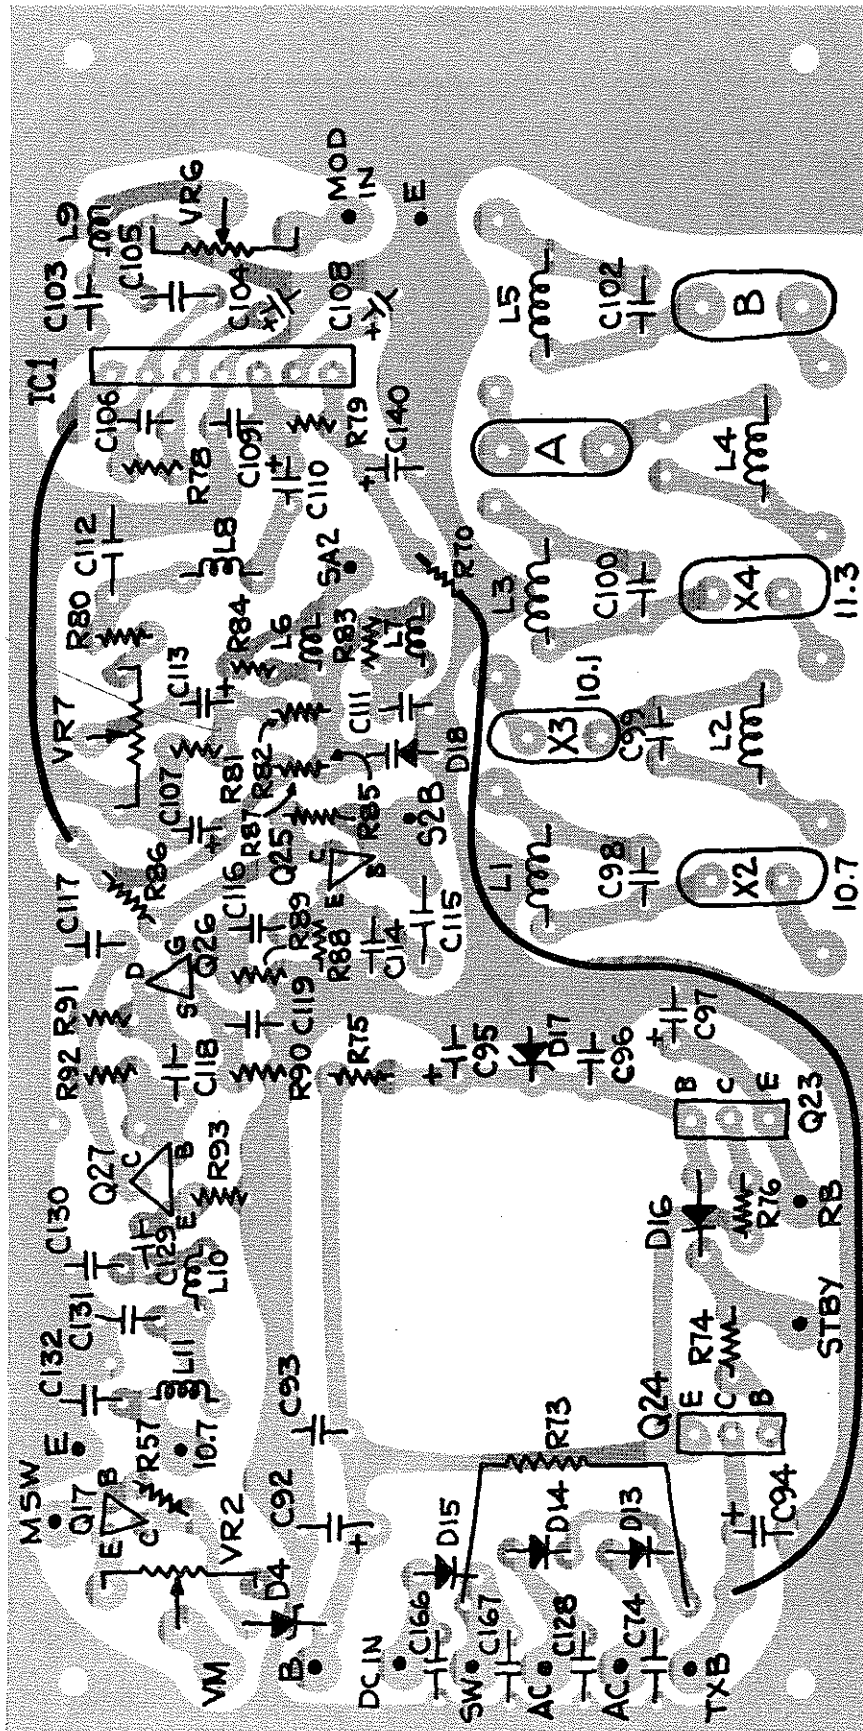 IC1
C103
L9
C105
VR6
C104
C108
MOD
IN
E
C106
R78
C109
C110
R79
C140
L5
C102
B
A
L4
VR7
R80
C112
L8
SA2
R70
C113
R84
L6
R83
L7
C107
R81
R82
C111
D18
R87
Q25
C
E
B
R85
S2B
L3
C100
X4
11.3
X3
10.1
C99
L2
L1
C98
X2
10.7
C117
R86
D
G
S
Q26
C116
R89
R88
C114
C115
R91
R92
C118
C119
R90
R75
C95
D17
C96
C97
B
C
E
Q23
C130
Q27
C
B
E
R93
C129
L10
C131
C132
L11
D16
R76
RB
R74
STBY
MSW
E
Q17
E
B
C
R57
10.7
VR2
C93
C92
D4
VM
B
R73
Q24
E
C
B
C94
D15
D14
D13
DC IN
C166
SW
C167
AC
C128
AC
C74
TXB